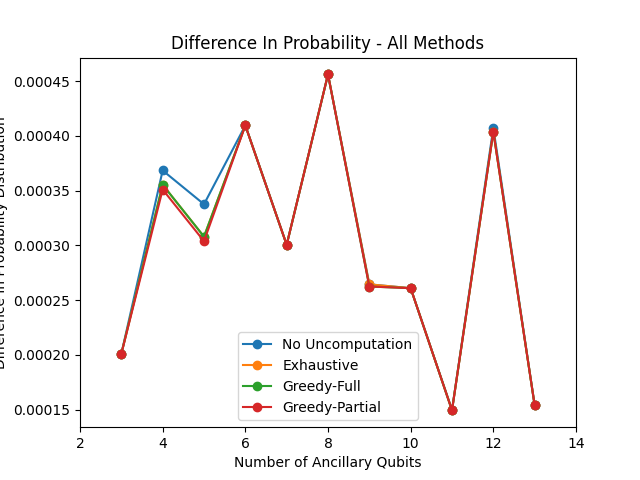 Difference In Probability - All Methods
Difference In Probability Distribution
0.00045
0.00040
0.00035
0.00030
0.00025
0.00020
0.00015
No Uncomputation
Exhaustive
Greedy-Full
Greedy-Partial
2 4 6 8 10 12 14
Number of Ancillary Qubits